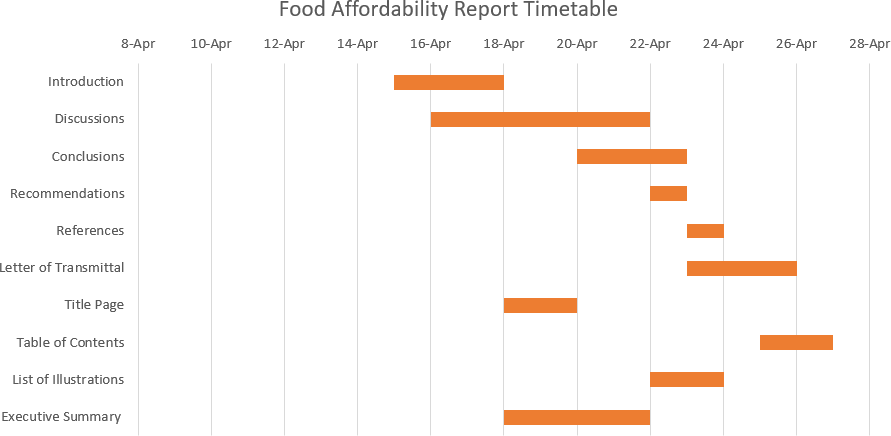 Food Affordability Report Timetable
8-Apr 10-Apr 12-Apr 14-Apr 16-Apr 18-Apr 20-Apr 22-Apr 24-Apr 26-Apr 28-Apr
Introduction
Discussions
Conclusions
Recommendations
References
Letter of Transmittal
Title Page
Table of Contents
List of Illustrations
Executive Summary